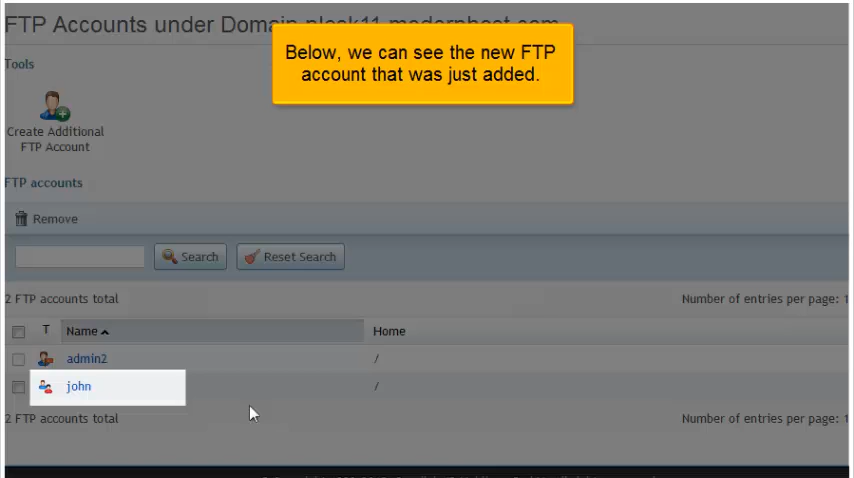 FTP Accounts under Domain plesk11.modernhost.com
Below, we can see the new FTP
account that was just added.
Tools
Create Additional
FTP Account
FTP accounts
Remove
Search Reset Search
2 FTP accounts total Number of entries per page: 1
T Name Home
admin2 /
john /
2 FTP accounts total Number of entries per page: 1